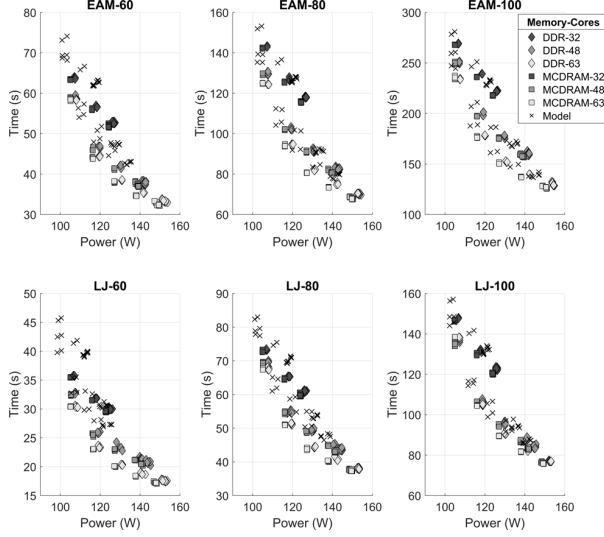 EAM-60
EAM-80
EAM-100
Time (s)
80
70
60
50
40
30
100
120
140
160
Power (W)
Time (s)
160
140
120
100
80
60
100
120
140
160
Power (W)
Time (s)
300
250
200
150
100
100
120
140
160
Power (W)
Memory-Cores
DDR-32
DDR-48
DDR-63
MCDRAM-32
MCDRAM-48
MCDRAM-63
Model
LJ-60
LJ-80
LJ-100
Time (s)
50
45
40
35
30
25
20
15
100
120
140
160
Power (W)
Time (s)
90
80
70
60
50
40
30
100
120
140
160
Power (W)
Time (s)
160
140
120
100
80
60
100
120
140
160
Power (W)